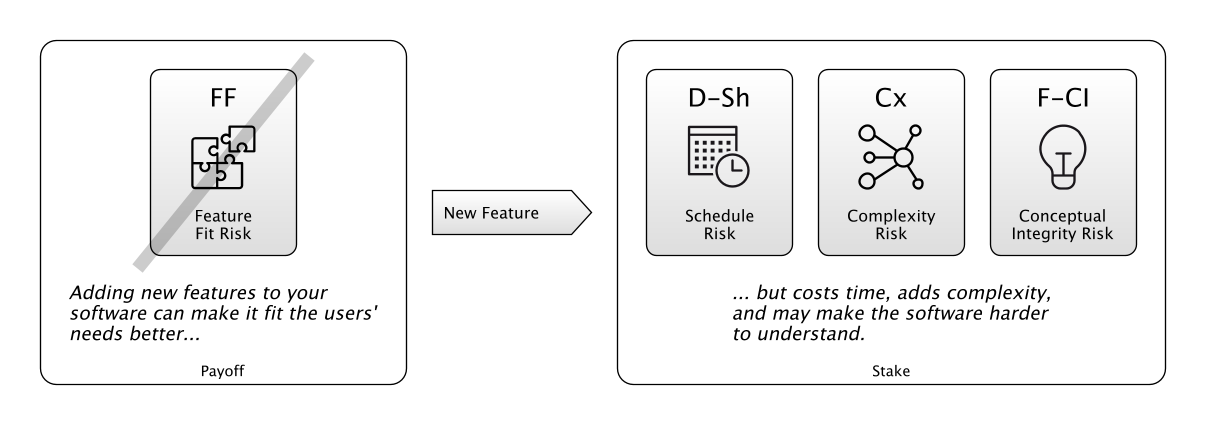 FF
Feature
Fit Risk
Adding new features to your
software can make it fit the users'
needs better...
Payoff
New Feature
D-Sh
Schedule
Risk
Cx
Complexity
Risk
F-CI
Conceptual
Integrity Risk
... but costs time, adds complexity,
and may make the software harder
to understand.
Stake